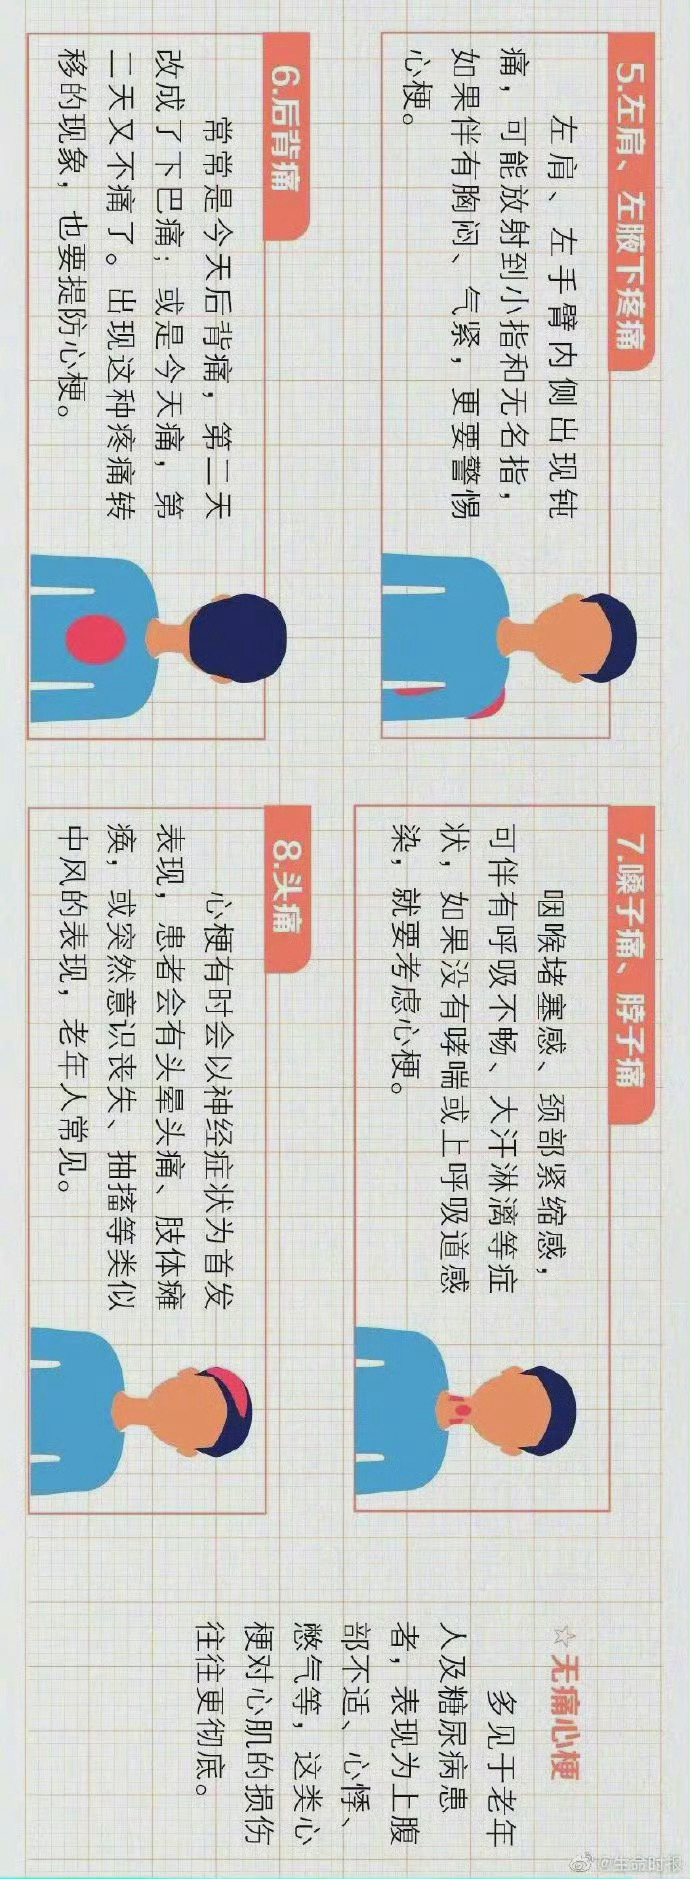 5.左肩、左腋下疼痛
左肩、左手臂内侧出现钝
痛，可能放射到小指和无名指，
如果伴有胸闷、气紧，更要警惕
心梗。
6.后背痛
常常是今天后背痛，第二天
改成了下巴痛；或是今天痛，第
二天又不痛了。出现这种疼痛转
移的现象，也要提防心梗。
7.嗓子痛、脖子痛
咽喉堵塞感、颈部紧缩感，
可伴有呼吸不畅、大汗淋漓等症
状，如果没有哮喘或上呼吸道感
染，就要考虑心梗。
8.头痛
心梗有时会以神经症状为首发
表现，患者会有头晕头痛、肢体瘫
痪，或突然意识丧失、抽搐等类似
中风的表现，老年人常见。
☆无痛心梗
多见于老年
人及糖尿病患
者，表现为上腹
部不适、心悸、
憋气等，这类心
梗对心肌的损伤
往往更彻底。